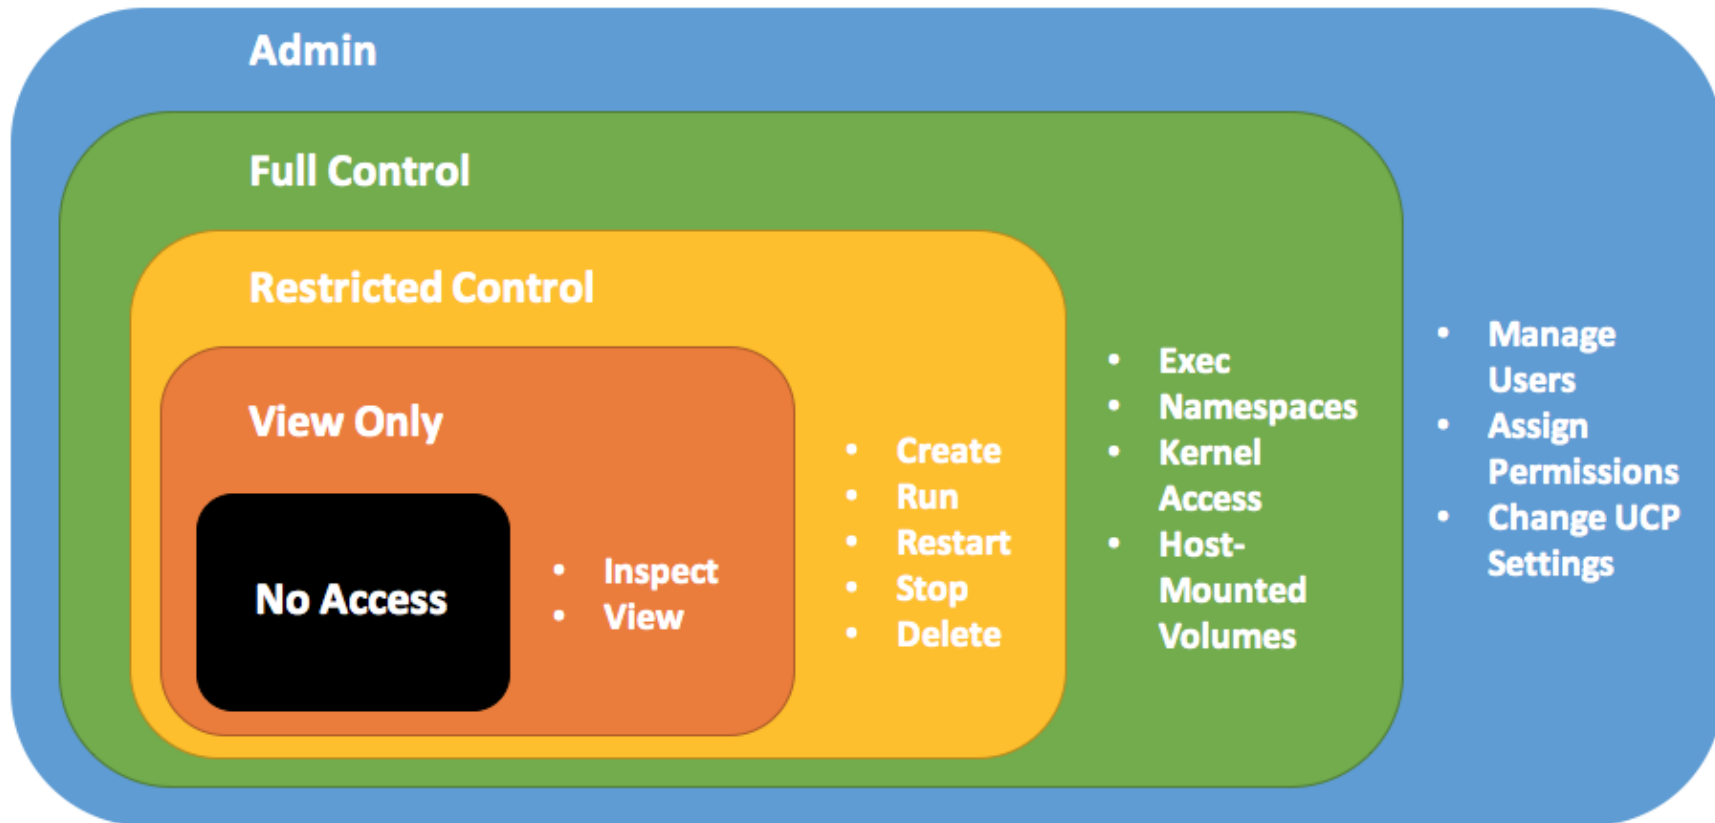 Admin
Full Control
Restricted Control
View Only
No Access
• Inspect
• View
• Create
• Run
• Restart
• Stop
• Delete
• Exec
• Namespaces
• Kernel
Access
• Host-
Mounted
Volumes
• Manage
Users
• Assign
Permissions
• Change UCP
Settings